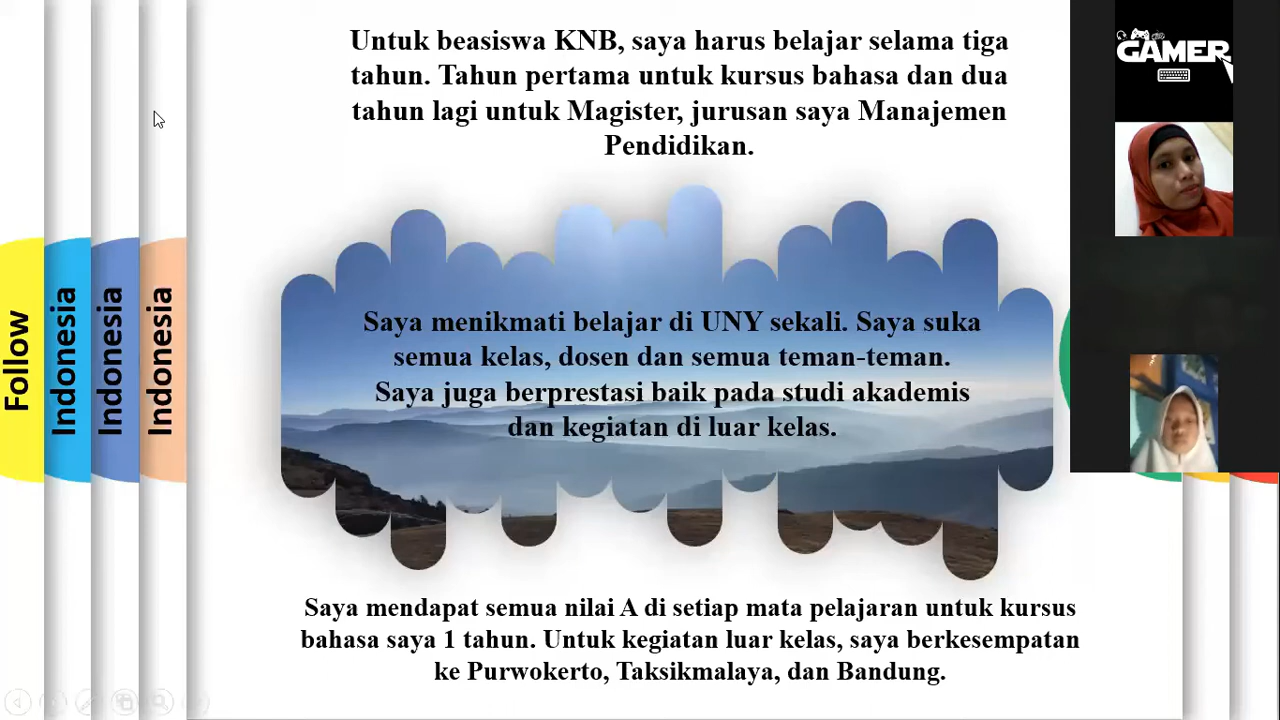 Untuk beasiswa KNB, saya harus belajar selama tiga
tahun. Tahun pertama untuk kursus bahasa dan dua
tahun lagi untuk Magister, jurusan saya Manajemen
Pendidikan.
GAMER
Follow
Indonesia
Indonesia
Indonesia
Saya menikmati belajar di UNY sekali. Saya suka
semua kelas, dosen dan semua teman-teman.
Saya juga berprestasi baik pada studi akademis
dan kegiatan di luar kelas.
Saya mendapat semua nilai A di setiap mata pelajaran untuk kursus
bahasa saya 1 tahun. Untuk kegiatan luar kelas, saya berkesempatan
ke Purwokerto, Taksikmalaya, dan Bandung.